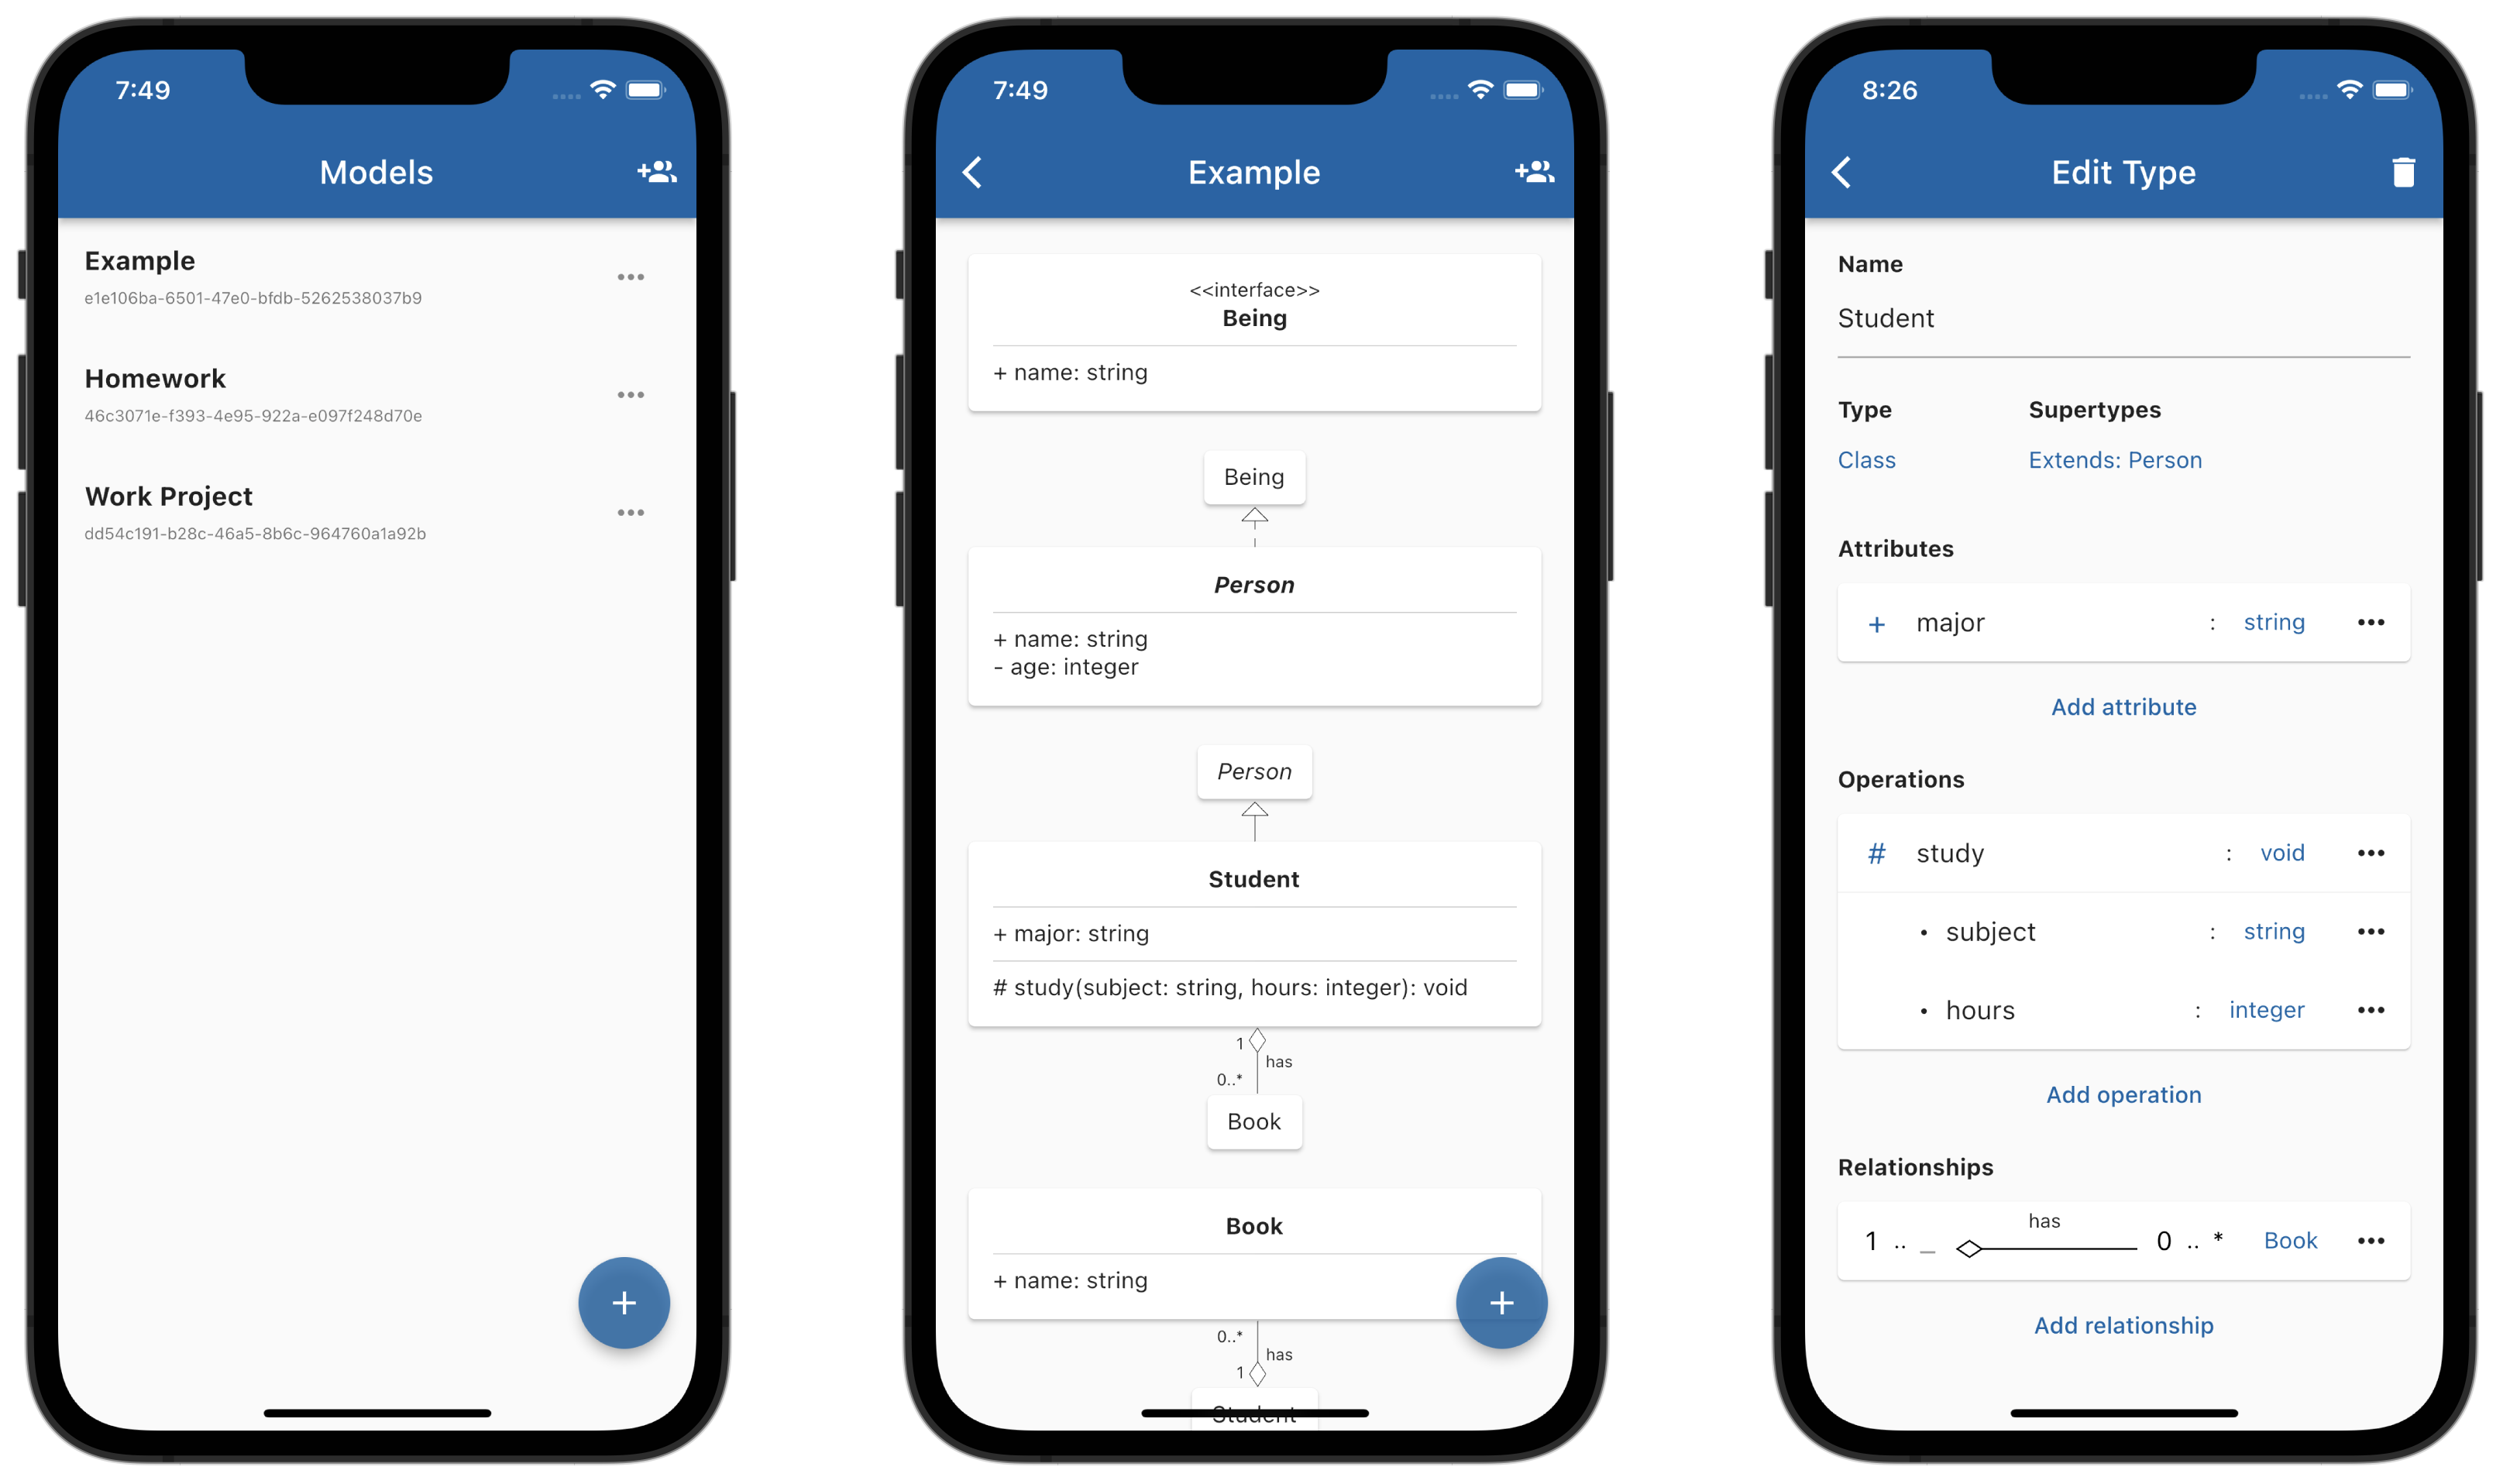 7:49
Models
Example
e1e106ba-6501-47e0-bfdb-5262538037b9
Homework
46c3071e-f393-4e95-922a-e097f248d70e
Work Project
dd54c191-b28c-46a5-8b6c-964760a1a92b
+
7:49
Example
<<interface>>
Being
+ name: string
Being
Person
+ name: string
- age: integer
Person
Student
+ major: string
# study(subject: string, hours: integer): void
1
has
0..*
Book
Book
+ name: string
+
0..*
has
1
Student
8:26
Edit Type
Name
Student
Type Supertypes
Class Extends: Person
Attributes
+ major : string
Add attribute
Operations
# study : void
• subject : string
• hours : integer
Add operation
Relationships
has
1 .. _ 0 .. * Book
Add relationship